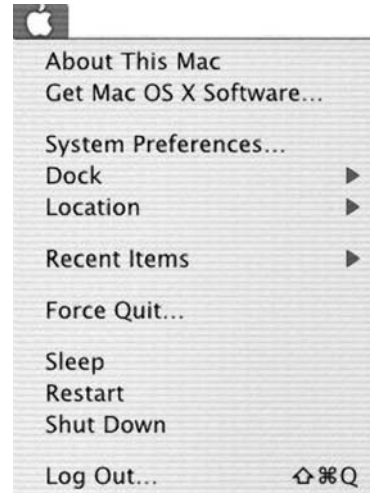 About This Mac
Get Mac OS X Software...
System Preferences...
Dock
Location
Recent Items
Force Quit...
Sleep
Restart
Shut Down
Log Out... ⇧⌘Q